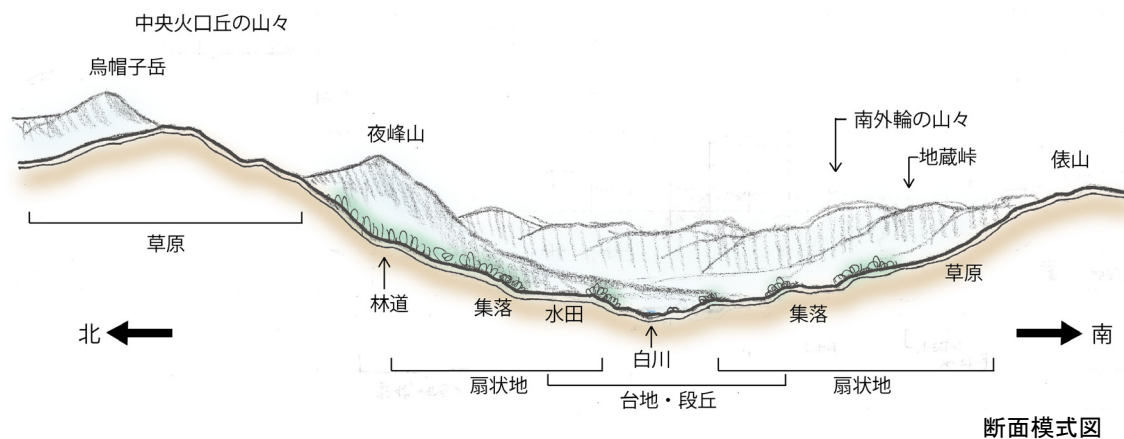 中央火口丘の山々
烏帽子岳
夜峰山
南外輪の山々
地蔵峠
俵山
草原
林道
集落
水田
白川
集落
草原
北
南
扇状地
台地・段丘
扇状地
断面模式図